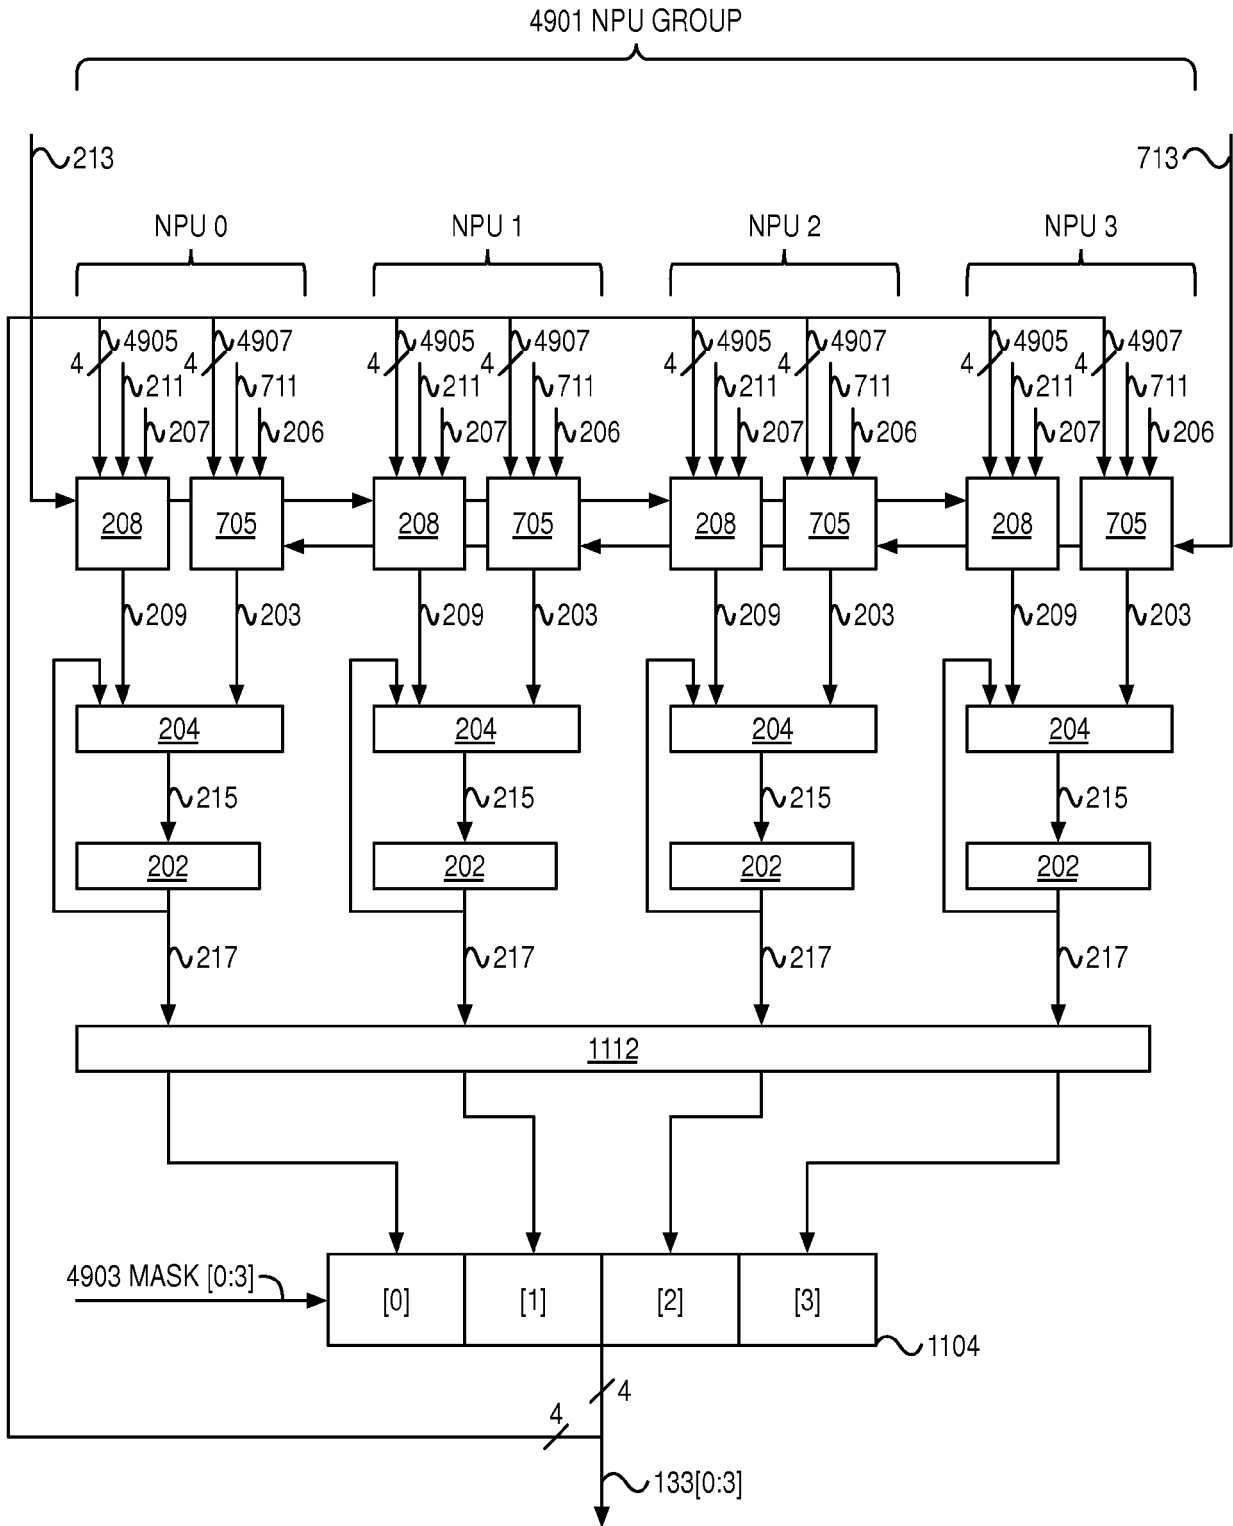 4901 NPU GROUP
213 713
NPU 0 NPU 1 NPU 2 NPU 3
4905 4907 4905 4907 4905 4907 4905 4907
4 4 4 4 4 4 4 4
211 711 211 711 211 711 211 711
207 206 207 206 207 206 207 206
208 705 208 705 208 705 208 705
209 203 209 203 209 203 209 203
204 204 204 204
215 215 215 215
202 202 202 202
217 217 217 217
1112
4903 MASK [0:3]
[0] [1] [2] [3]
1104
4
4
133[0:3]